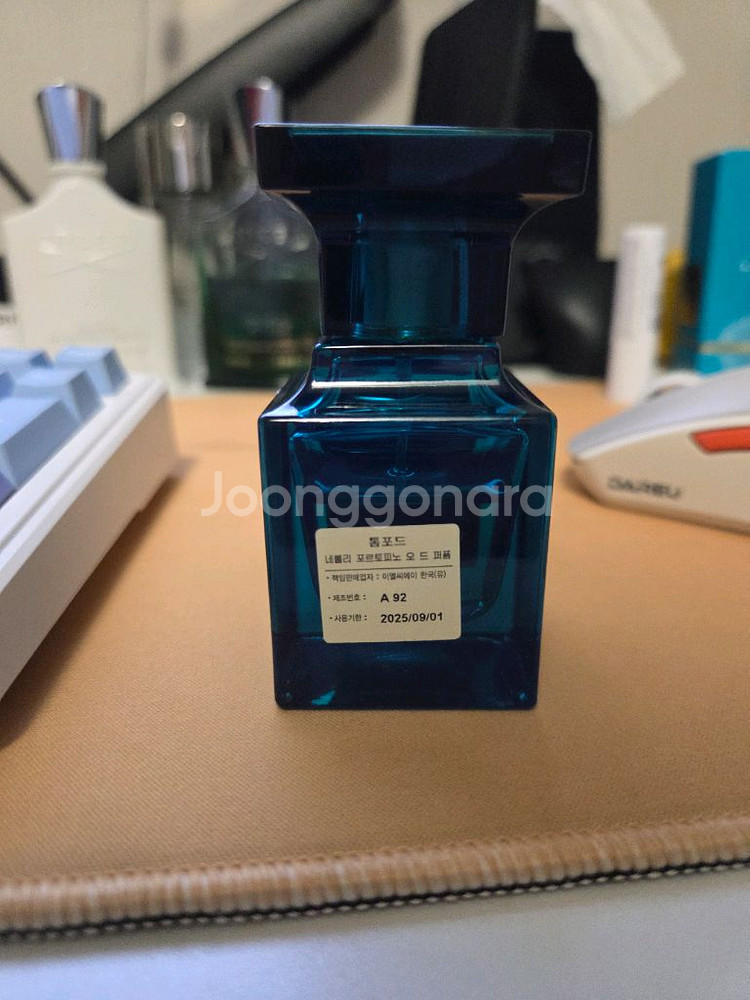 Joonggonara
톰포드
네롤리 포르토피노 오 드 퍼퓸
• 책임판매업자 : 이엘씨에이 한국(유)
• 제조번호 : A 92
• 사용기한 : 2025/09/01
DAREU